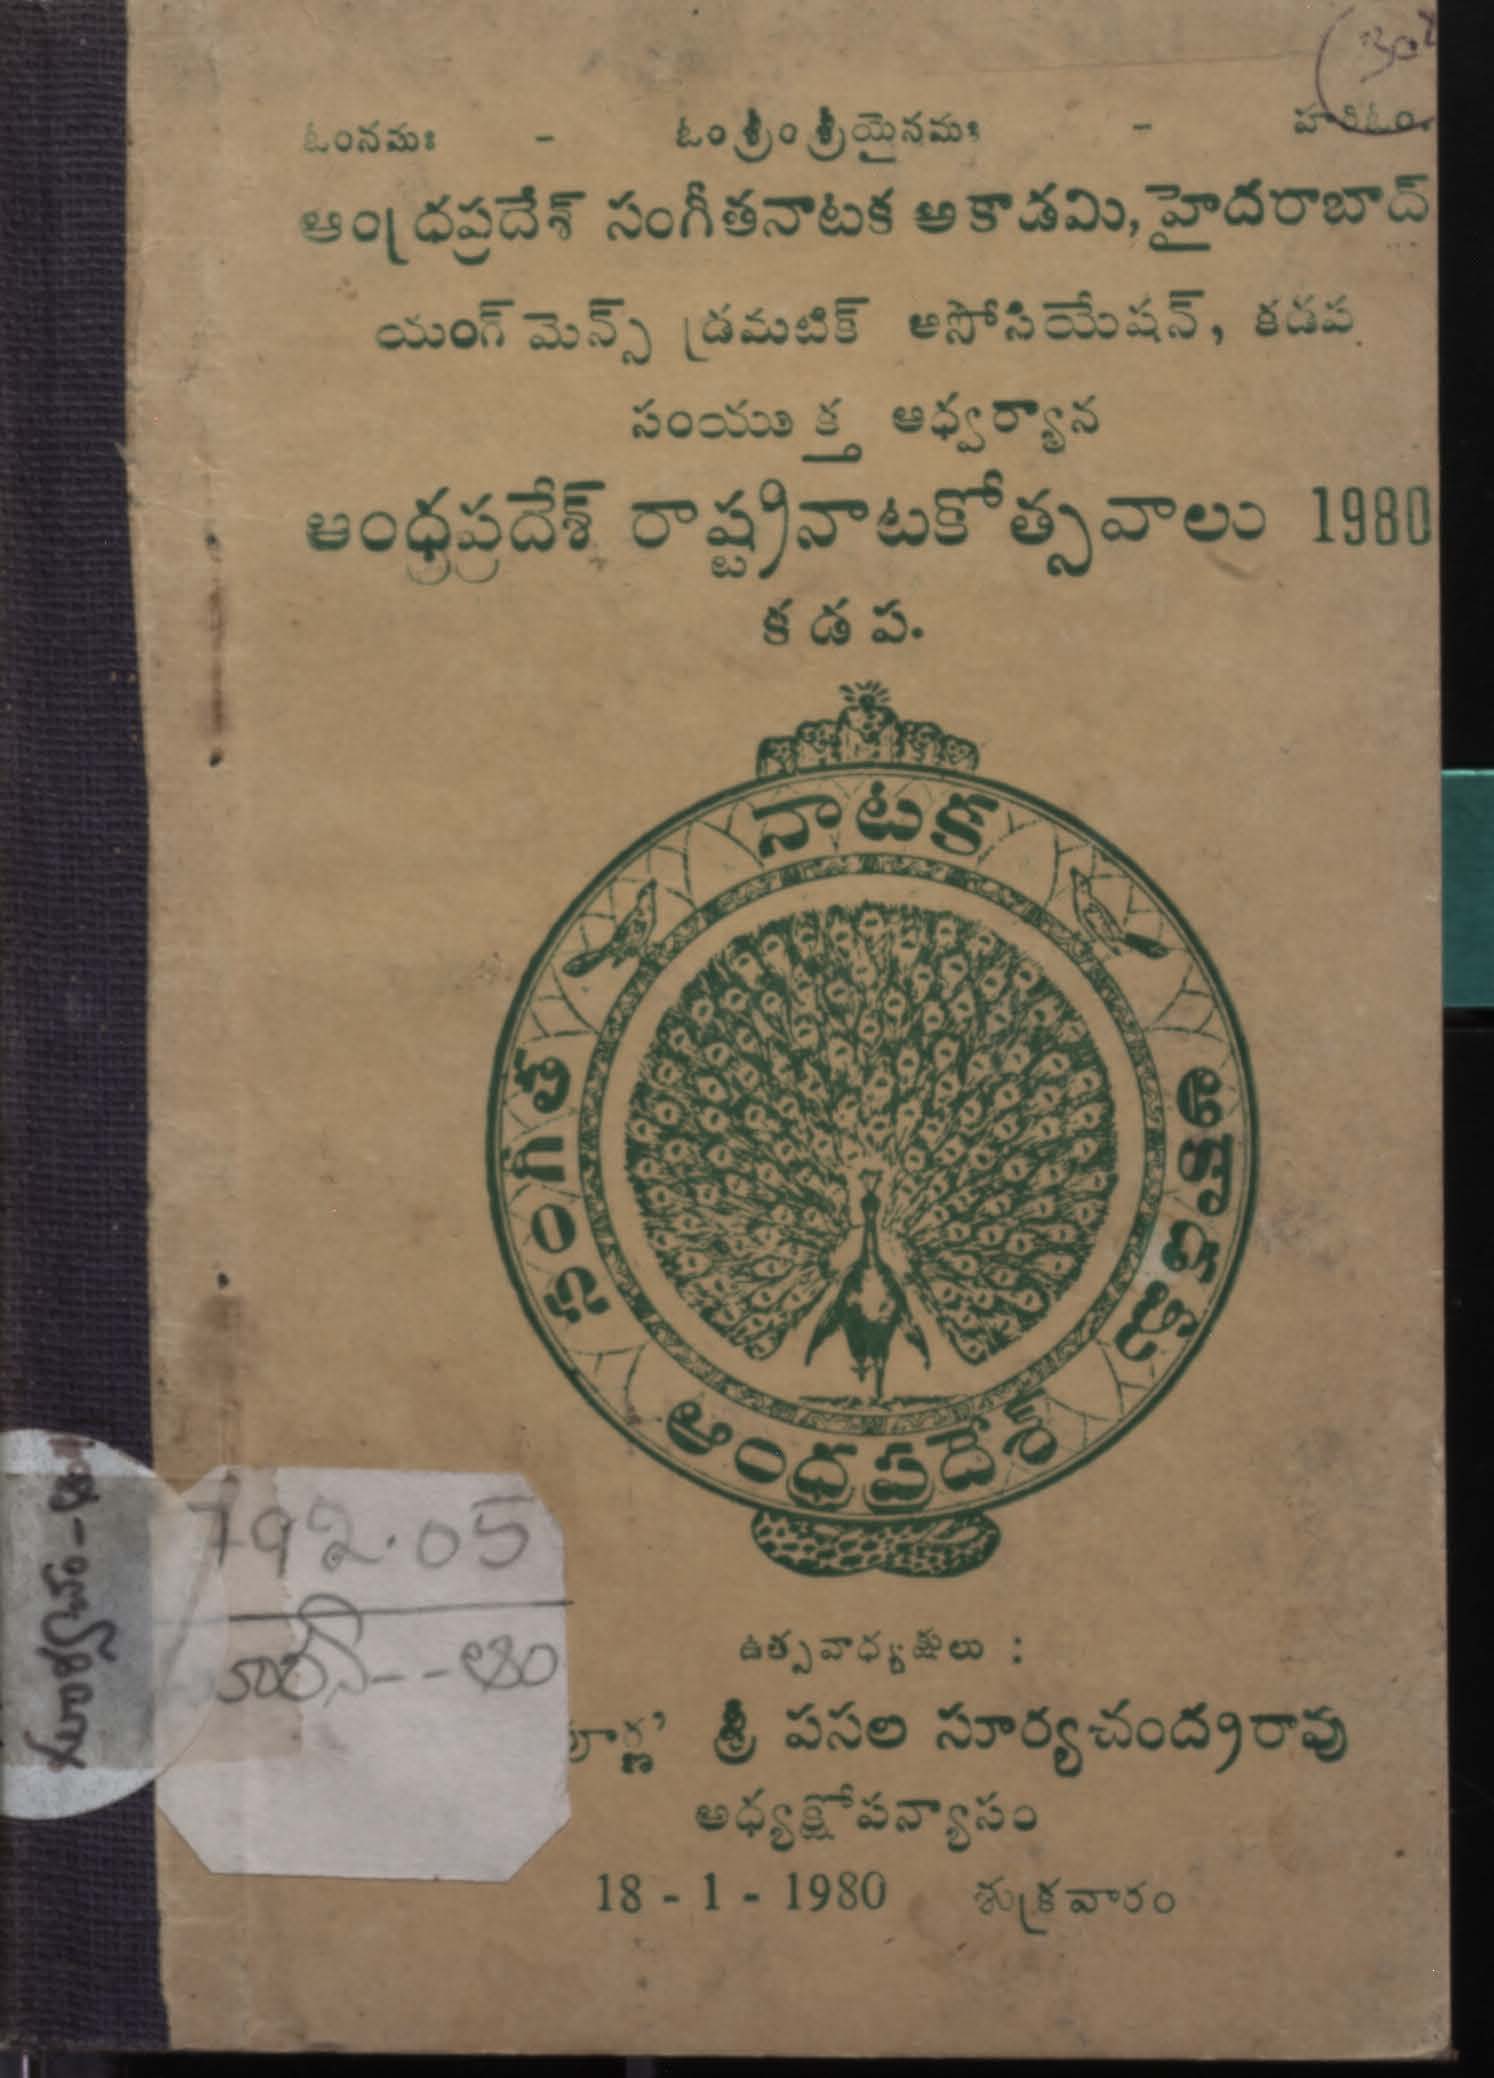 ఓంనమః - ఓం శ్రీం శ్రీయైనమః - హరిఓం.
ఆంధ్రప్రదేశ్ సంగీతనాటక అకాడమి, హైదరాబాద్
యంగ్ మెన్స్ డ్రమటిక్ అసోసియేషన్, కడప
సంయుక్త ఆధ్వర్యాన
ఆంధ్రప్రదేశ్ రాష్ట్రనాటకోత్సవాలు 1980
కడప.
నాటక
సంగీత
అకాడమి
ఆంధ్రప్రదేశ్
792.05
ఉత్సవాధ్యక్షులు :
పూర్ణ' శ్రీ పసల సూర్యచంద్రరావు
అధ్యక్షోపన్యాసం
18 - 1 - 1980 శుక్రవారం